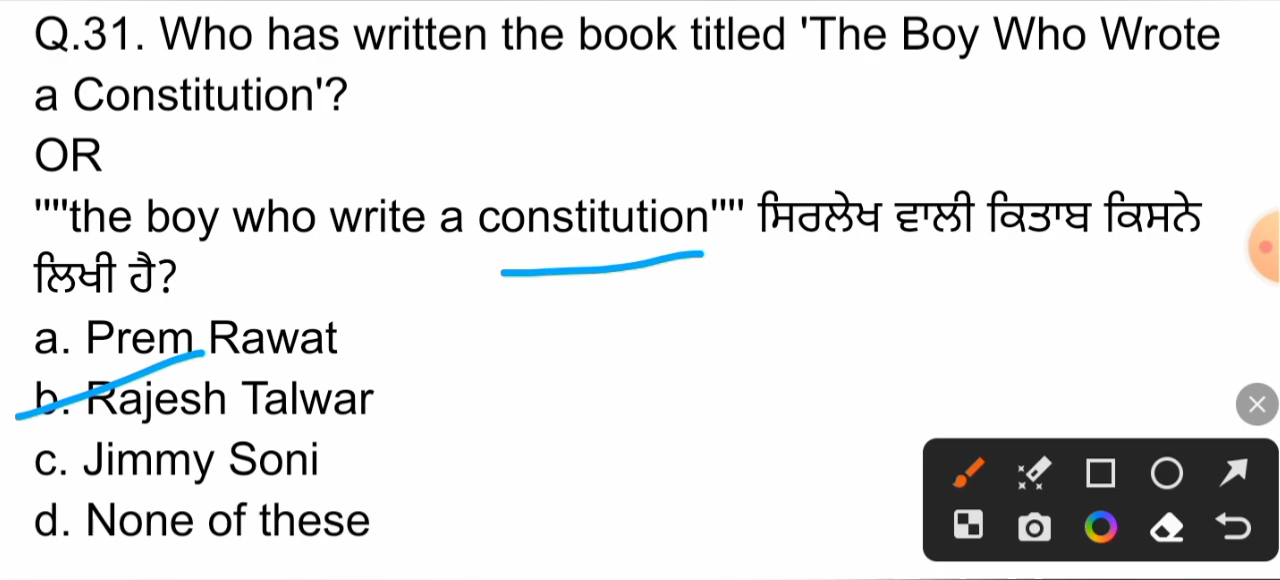 Q.31. Who has written the book titled 'The Boy Who Wrote
a Constitution'?
OR
""''the boy who write a constitution"" ਸਿਰਲੇਖ ਵਾਲੀ ਕਿਤਾਬ ਕਿਸਨੇ
ਲਿਖੀ ਹੈ?
a. Prem Rawat
b. Rajesh Talwar
c. Jimmy Soni
d. None of these